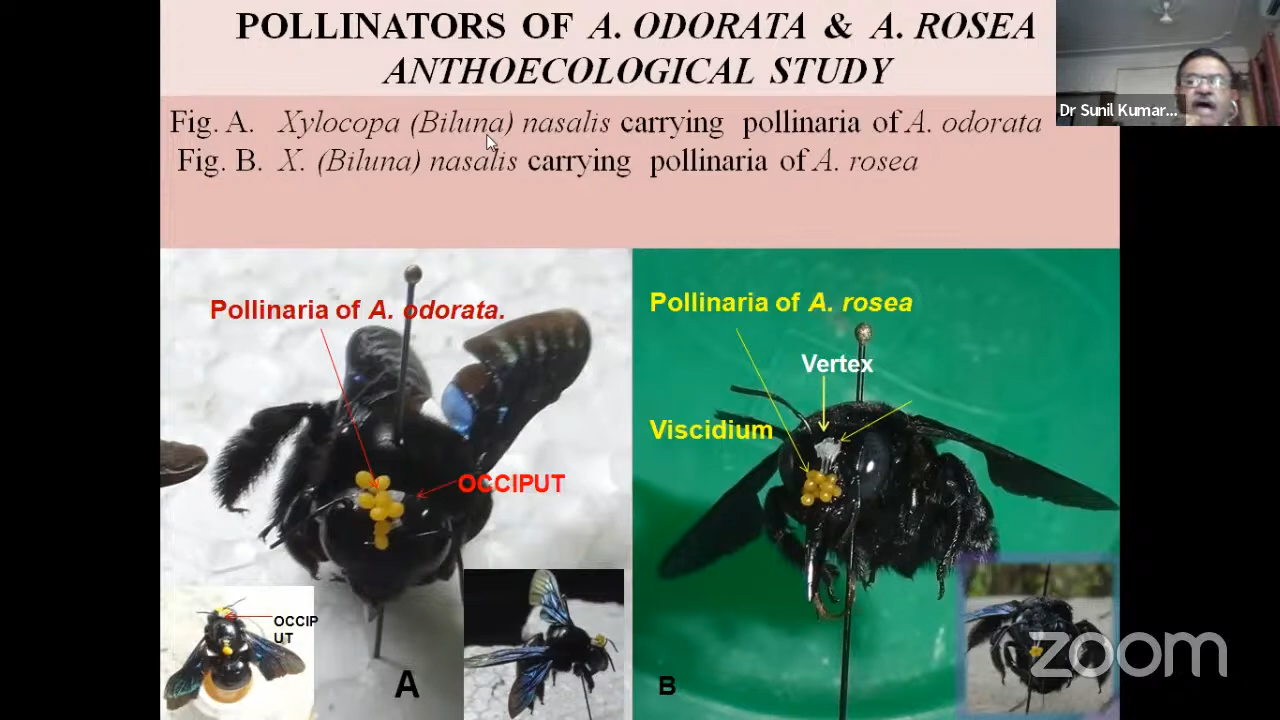 POLLINATORS OF A. ODORATA & A. ROSEA
ANTHOECOLOGICAL STUDY
Dr Sunil Kumar...
Fig. A. Xylocopa (Biluna) nasalis carrying pollinaria of A. odorata
Fig. B. X. (Biluna) nasalis carrying pollinaria of A. rosea
Pollinaria of A. odorata.
OCCIPUT
OCCIP
UT
A
Pollinaria of A. rosea
Vertex
Viscidium
B
zoom